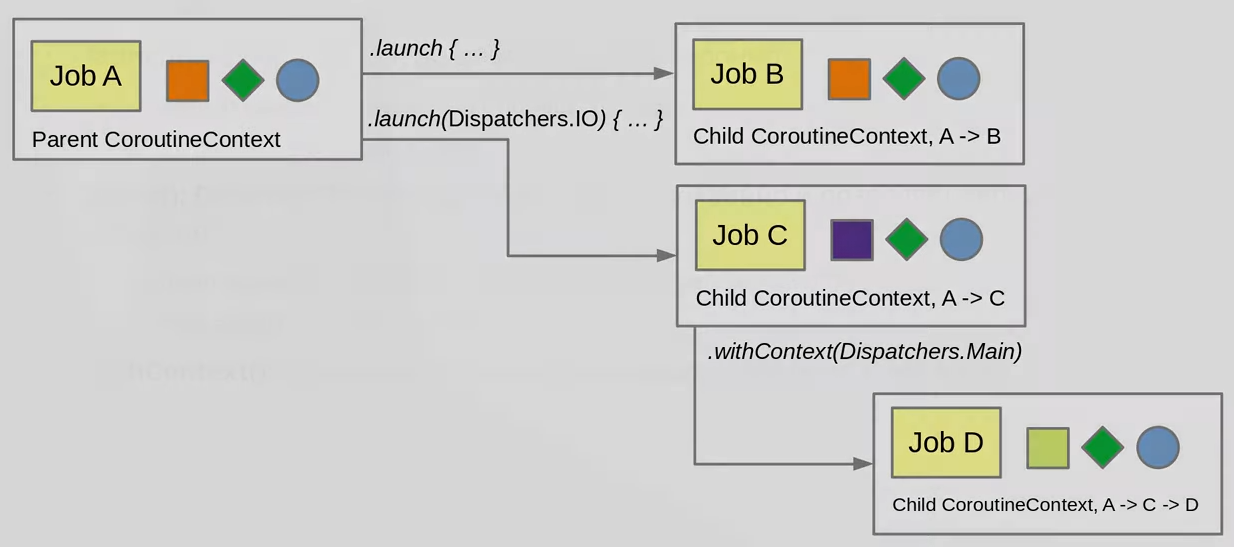 Job A
Parent CoroutineContext
.launch { … }
.launch(Dispatchers.IO) { … }
Job B
Child CoroutineContext, A -> B
Job C
Child CoroutineContext, A -> C
.withContext(Dispatchers.Main)
Job D
Child CoroutineContext, A -> C -> D